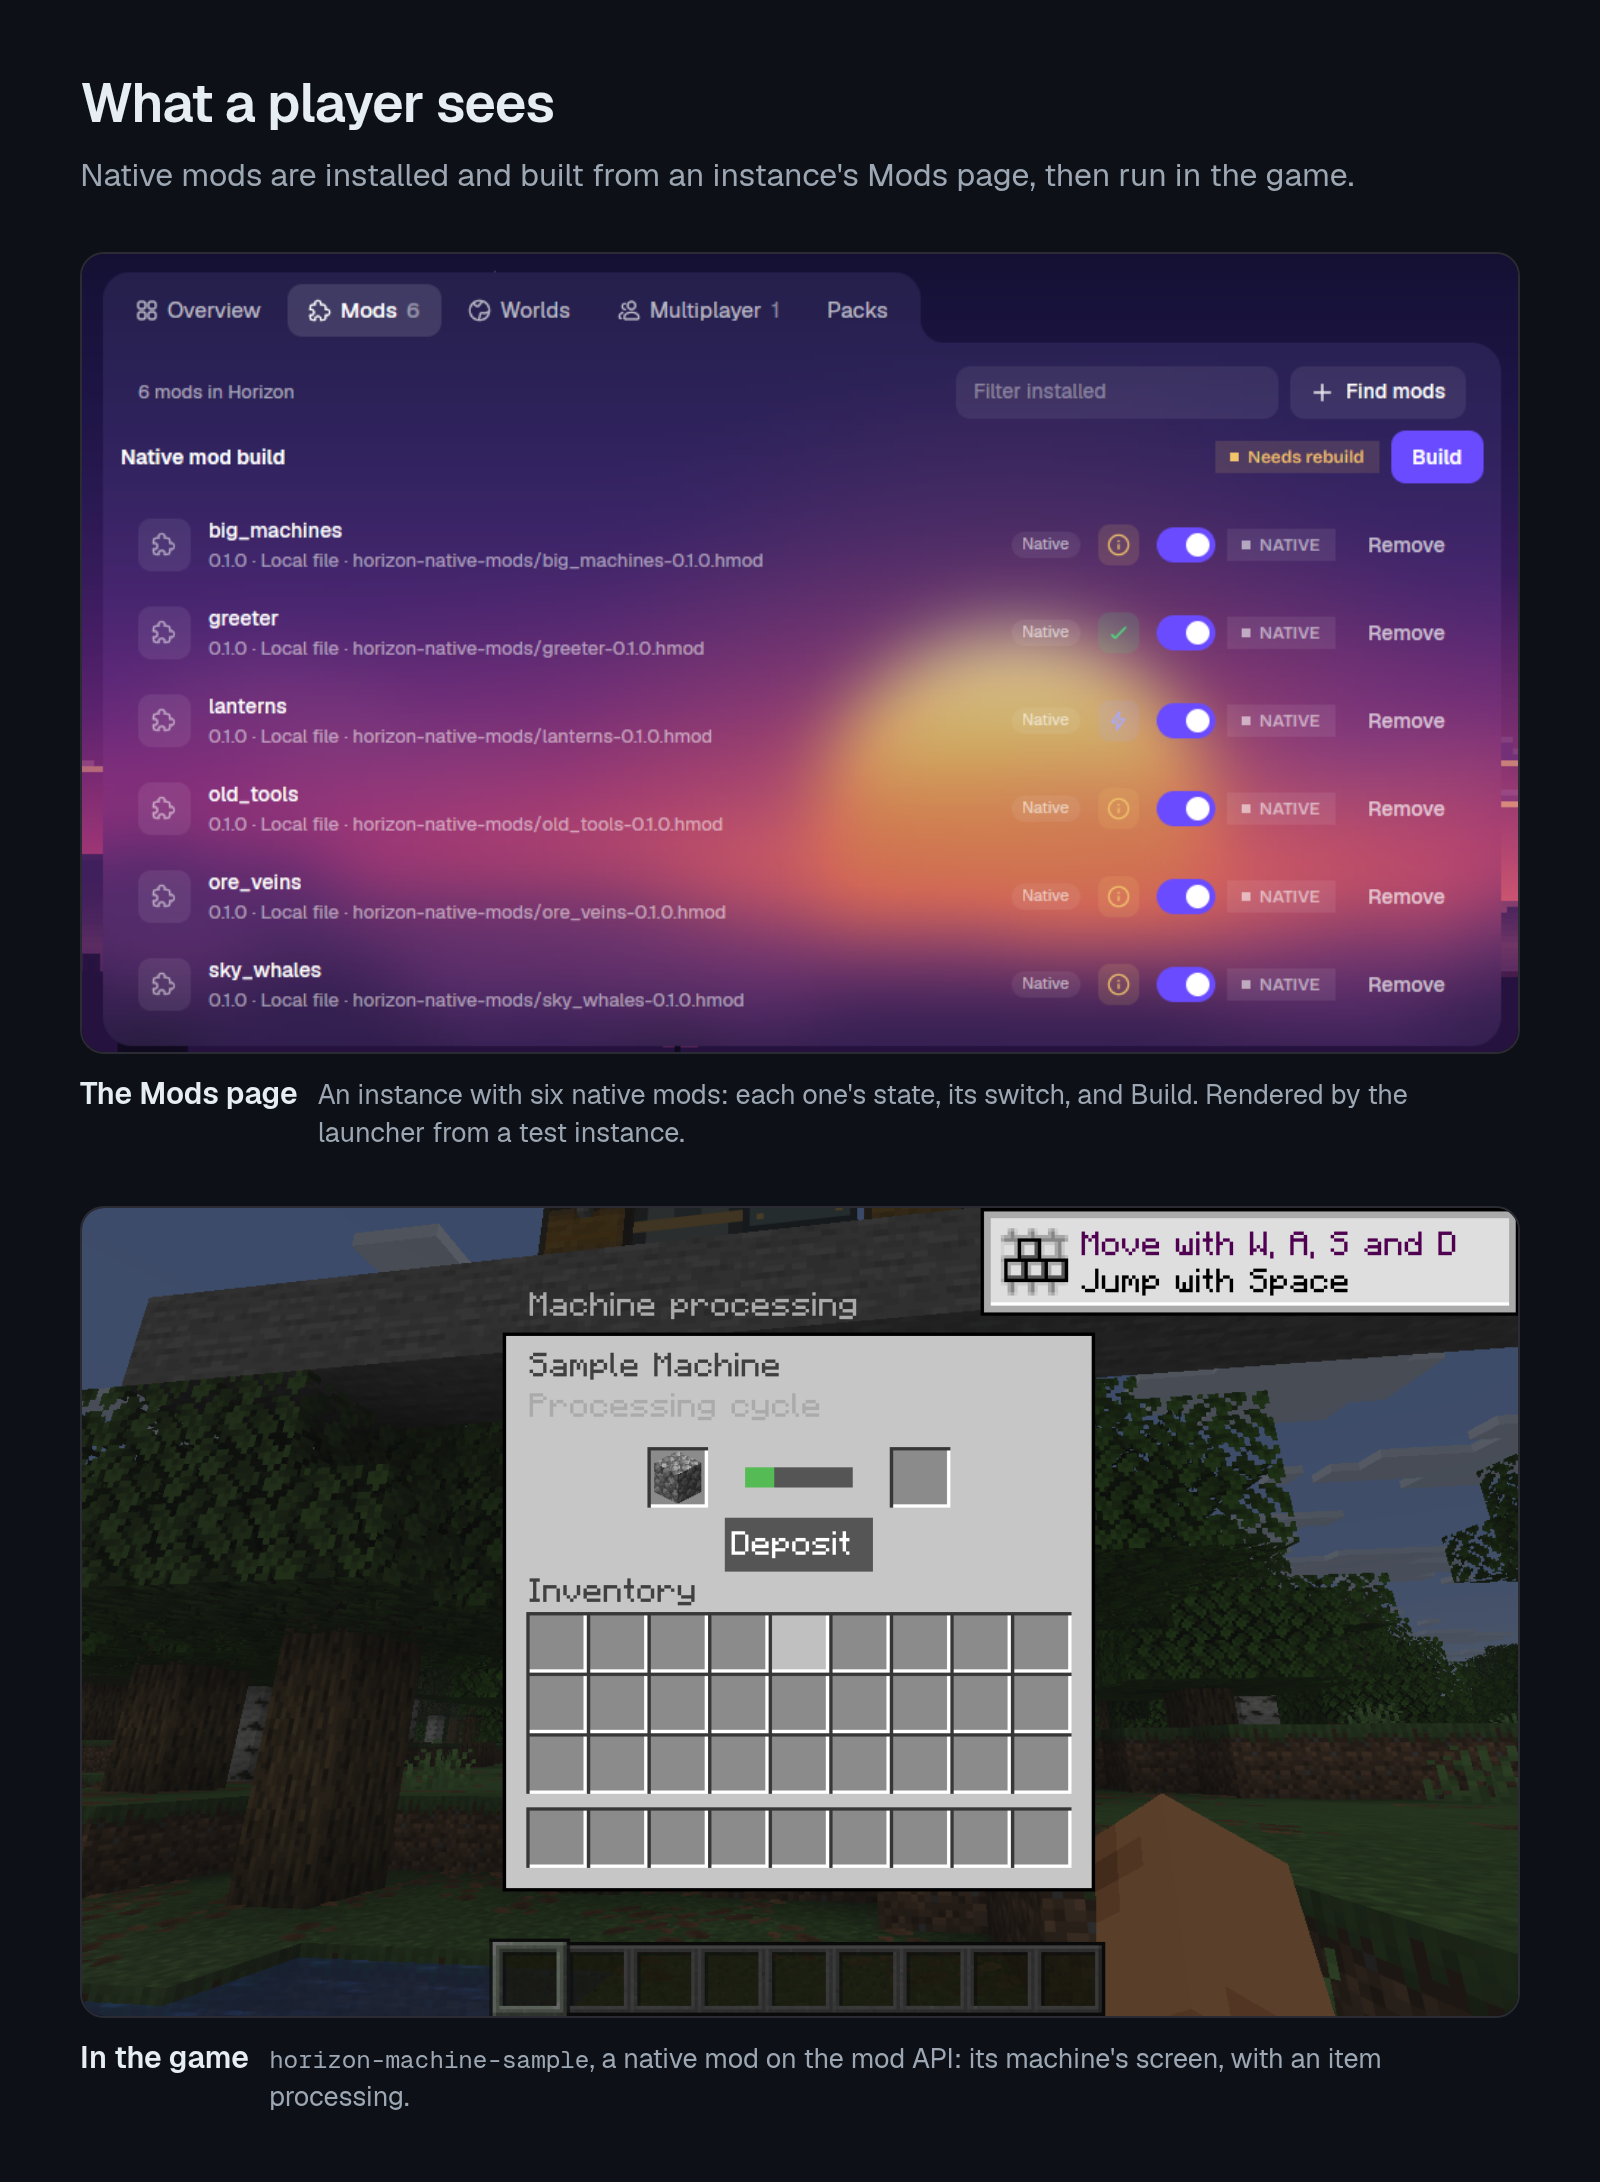 What a player sees
Native mods are installed and built from an instance's Mods page, then run in the game.
Overview Mods 6 Worlds Multiplayer 1 Packs
6 mods in Horizon Filter installed + Find mods
Native mod build Needs rebuild Build
big_machines
0.1.0 · Local file · horizon-native-mods/big_machines-0.1.0.hmod Native NATIVE Remove
greeter
0.1.0 · Local file · horizon-native-mods/greeter-0.1.0.hmod Native NATIVE Remove
lanterns
0.1.0 · Local file · horizon-native-mods/lanterns-0.1.0.hmod Native NATIVE Remove
old_tools
0.1.0 · Local file · horizon-native-mods/old_tools-0.1.0.hmod Native NATIVE Remove
ore_veins
0.1.0 · Local file · horizon-native-mods/ore_veins-0.1.0.hmod Native NATIVE Remove
sky_whales
0.1.0 · Local file · horizon-native-mods/sky_whales-0.1.0.hmod Native NATIVE Remove
The Mods page An instance with six native mods: each one's state, its switch, and Build. Rendered by the
launcher from a test instance.
Move with W, A, S and D
Jump with Space
Machine processing
Sample Machine
Processing cycle
Deposit
Inventory
In the game horizon-machine-sample, a native mod on the mod API: its machine's screen, with an item
processing.